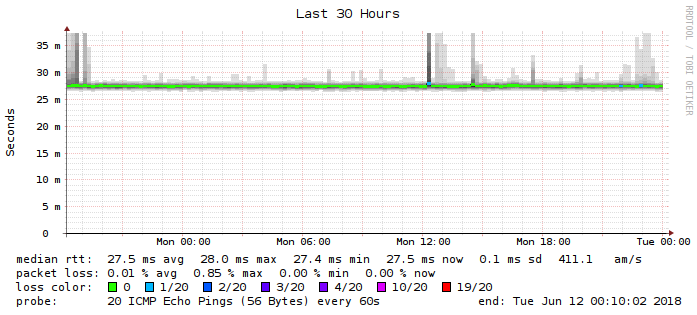 Last 30 Hours
RRDTOOL / TOBI OETIKER
Seconds
35 m
30 m
25 m
20 m
15 m
10 m
5 m
0
Mon 00:00 Mon 06:00 Mon 12:00 Mon 18:00 Tue 00:00
median rtt: 27.5 ms avg 28.0 ms max 27.4 ms min 27.5 ms now 0.1 ms sd 411.1 am/s
packet loss: 0.01 % avg 0.85 % max 0.00 % min 0.00 % now
loss color: 0 1/20 2/20 3/20 4/20 10/20 19/20
probe: 20 ICMP Echo Pings (56 Bytes) every 60s end: Tue Jun 12 00:10:02 2018